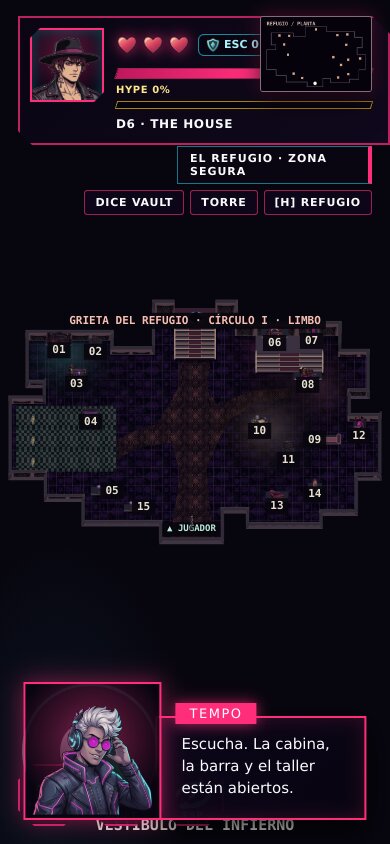 REFUGIO / PLANTA
ESC 0
HYPE 0%
D6 · THE HOUSE
EL REFUGIO · ZONA
SEGURA
DICE VAULT
TORRE
[H] REFUGIO
GRIETA DEL REFUGIO · CÍRCULO I · LIMBO
01
02
06
07
03
08
04
10
09
12
11
05
15
14
13
▲ JUGADOR
TEMPO
Escucha. La cabina,
la barra y el taller
están abiertos.
VESTÍBULO DEL INFIERNO